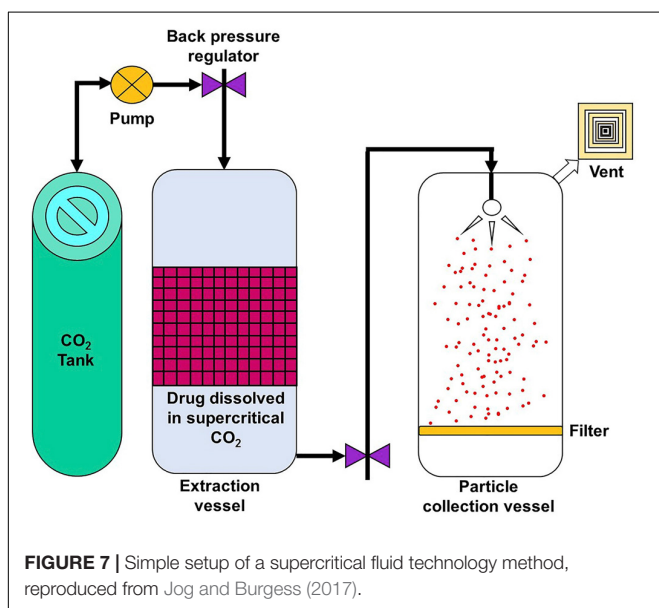 Back pressure
regulator
Pump
Vent
CO₂
Tank
Drug dissolved
in supercritical
CO₂
Filter
Extraction
vessel
Particle
collection vessel
FIGURE 7 | Simple setup of a supercritical fluid technology method,
reproduced from Jog and Burgess (2017).